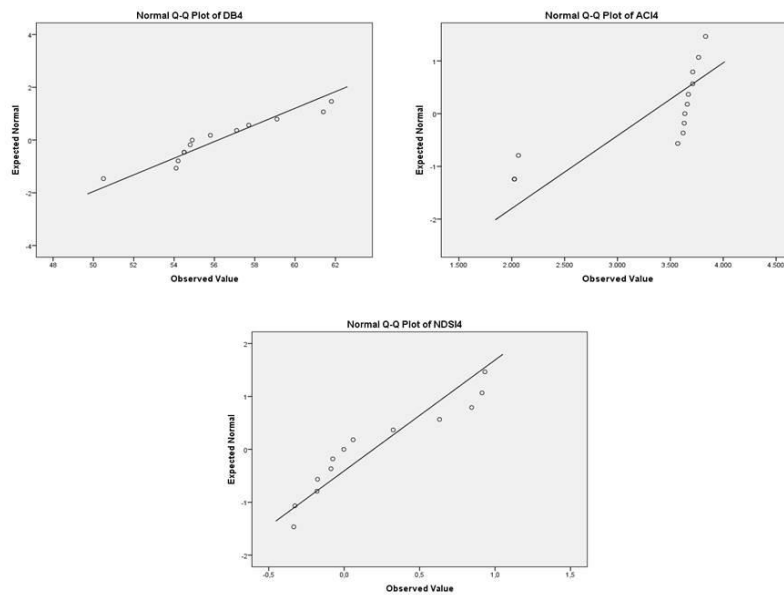 Normal Q-Q Plot of DB4
Expected Normal
4
2
0
-2
-4
48 50 52 54 56 58 60 62
Observed Value
Normal Q-Q Plot of ACI4
Expected Normal
1
0
-1
-2
1.500 2.000 2.500 3.000 3.500 4.000 4.500
Observed Value
Normal Q-Q Plot of NDSI4
Expected Normal
2
1
0
-1
-2
-0,5 0,0 0,5 1,0 1,5
Observed Value